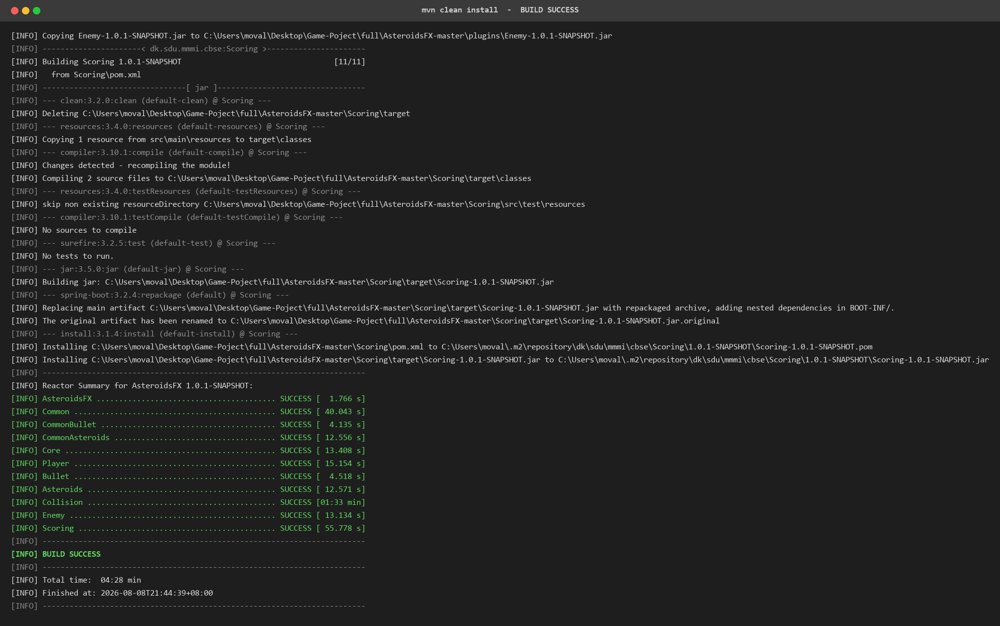 mvn clean install  -  BUILD SUCCESS
[INFO] Copying Enemy-1.0.1-SNAPSHOT.jar to C:\Users\moval\Desktop\Game-Poject\full\AsteroidsFX-master\plugins\Enemy-1.0.1-SNAPSHOT.jar
[INFO] ----------------------< dk.sdu.mmmi.cbse:Scoring >----------------------
[INFO] Building Scoring 1.0.1-SNAPSHOT                                  [11/11]
[INFO]   from Scoring\pom.xml
[INFO] --------------------------------[ jar ]---------------------------------
[INFO] --- clean:3.2.0:clean (default-clean) @ Scoring ---
[INFO] Deleting C:\Users\moval\Desktop\Game-Poject\full\AsteroidsFX-master\Scoring\target
[INFO] --- resources:3.4.0:resources (default-resources) @ Scoring ---
[INFO] Copying 1 resource from src\main\resources to target\classes
[INFO] --- compiler:3.10.1:compile (default-compile) @ Scoring ---
[INFO] Changes detected - recompiling the module!
[INFO] Compiling 2 source files to C:\Users\moval\Desktop\Game-Poject\full\AsteroidsFX-master\Scoring\target\classes
[INFO] --- resources:3.4.0:testResources (default-testResources) @ Scoring ---
[INFO] skip non existing resourceDirectory C:\Users\moval\Desktop\Game-Poject\full\AsteroidsFX-master\Scoring\src\test\resources
[INFO] --- compiler:3.10.1:testCompile (default-testCompile) @ Scoring ---
[INFO] No sources to compile
[INFO] --- surefire:3.2.5:test (default-test) @ Scoring ---
[INFO] No tests to run.
[INFO] --- jar:3.5.0:jar (default-jar) @ Scoring ---
[INFO] Building jar: C:\Users\moval\Desktop\Game-Poject\full\AsteroidsFX-master\Scoring\target\Scoring-1.0.1-SNAPSHOT.jar
[INFO] --- spring-boot:3.2.4:repackage (default) @ Scoring ---
[INFO] Replacing main artifact C:\Users\moval\Desktop\Game-Poject\full\AsteroidsFX-master\Scoring\target\Scoring-1.0.1-SNAPSHOT.jar with repackaged archive, adding nested dependencies in BOOT-INF/.
[INFO] The original artifact has been renamed to C:\Users\moval\Desktop\Game-Poject\full\AsteroidsFX-master\Scoring\target\Scoring-1.0.1-SNAPSHOT.jar.original
[INFO] --- install:3.1.4:install (default-install) @ Scoring ---
[INFO] Installing C:\Users\moval\Desktop\Game-Poject\full\AsteroidsFX-master\Scoring\pom.xml to C:\Users\moval\.m2\repository\dk\sdu\mmmi\cbse\Scoring\1.0.1-SNAPSHOT\Scoring-1.0.1-SNAPSHOT.pom
[INFO] Installing C:\Users\moval\Desktop\Game-Poject\full\AsteroidsFX-master\Scoring\target\Scoring-1.0.1-SNAPSHOT.jar to C:\Users\moval\.m2\repository\dk\sdu\mmmi\cbse\Scoring\1.0.1-SNAPSHOT\Scoring-1.0.1-SNAPSHOT.jar
[INFO] ------------------------------------------------------------------------
[INFO] Reactor Summary for AsteroidsFX 1.0.1-SNAPSHOT:
[INFO] AsteroidsFX ........................................ SUCCESS [  1.766 s]
[INFO] Common ............................................. SUCCESS [ 40.043 s]
[INFO] CommonBullet ....................................... SUCCESS [  4.135 s]
[INFO] CommonAsteroids .................................... SUCCESS [ 12.556 s]
[INFO] Core ............................................... SUCCESS [ 13.408 s]
[INFO] Player ............................................. SUCCESS [ 15.154 s]
[INFO] Bullet ............................................. SUCCESS [  4.518 s]
[INFO] Asteroids .......................................... SUCCESS [ 12.571 s]
[INFO] Collision .......................................... SUCCESS [01:33 min]
[INFO] Enemy .............................................. SUCCESS [ 13.134 s]
[INFO] Scoring ............................................ SUCCESS [ 55.778 s]
[INFO] ------------------------------------------------------------------------
[INFO] BUILD SUCCESS
[INFO] ------------------------------------------------------------------------
[INFO] Total time:  04:28 min
[INFO] Finished at: 2026-08-08T21:44:39+08:00
[INFO] ------------------------------------------------------------------------